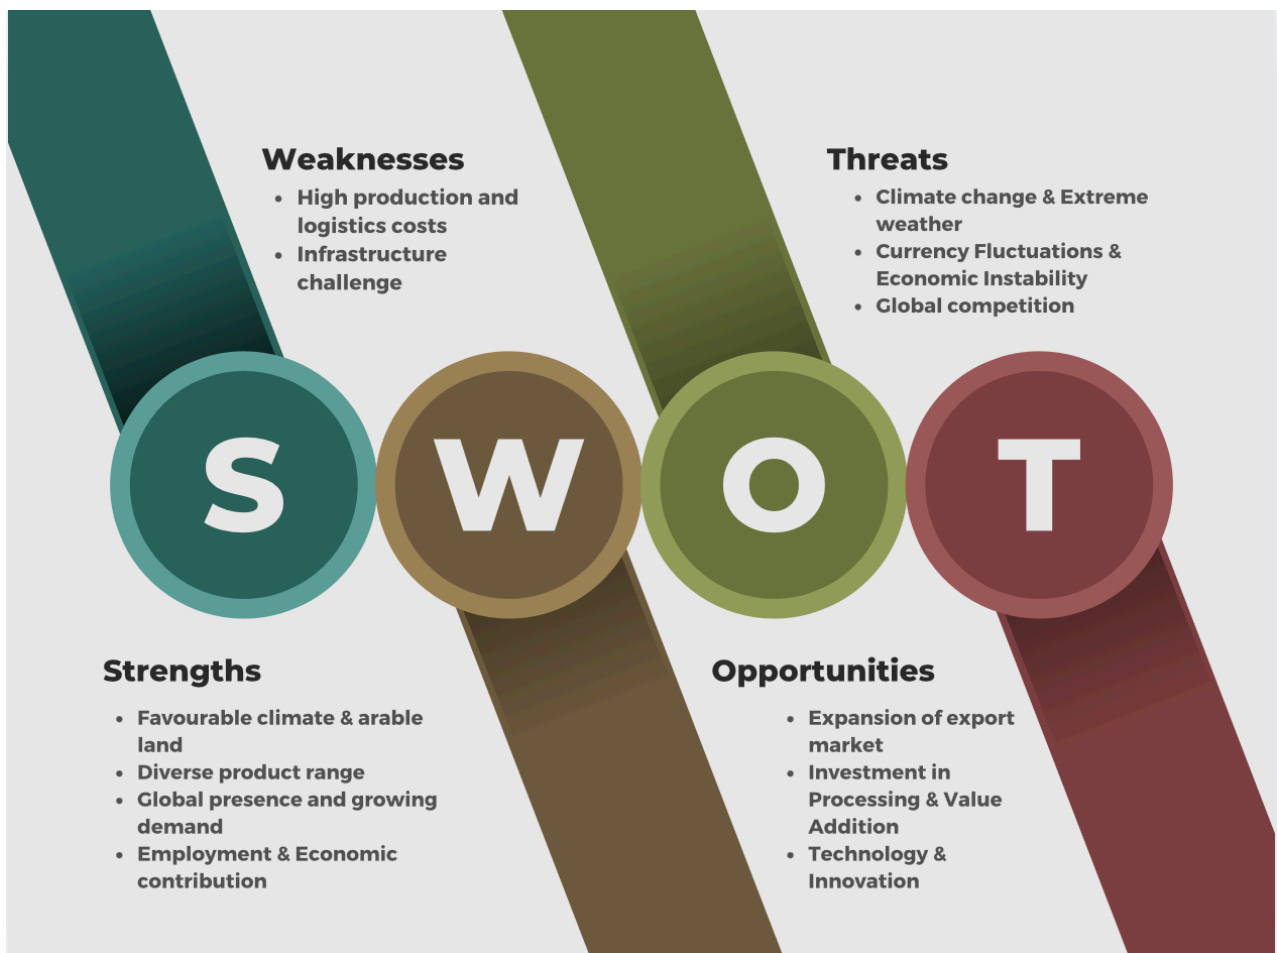 Weaknesses
• High production and
logistics costs
• Infrastructure
challenge
Threats
• Climate change & Extreme
weather
• Currency Fluctuations &
Economic Instability
• Global competition
S W O T
Strengths
• Favourable climate & arable
land
• Diverse product range
• Global presence and growing
demand
• Employment & Economic
contribution
Opportunities
• Expansion of export
market
• Investment in
Processing & Value
Addition
• Technology &
Innovation